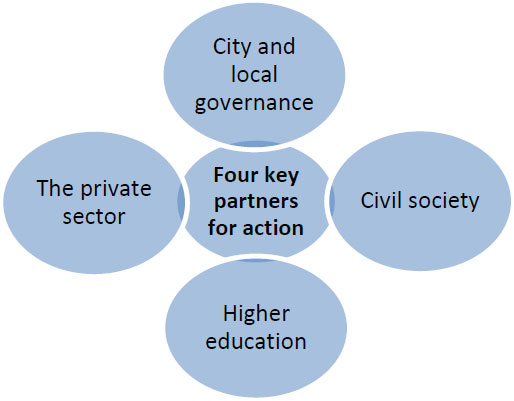 City and
local
governance
The private
sector
Four key
partners
for action
Civil society
Higher
education